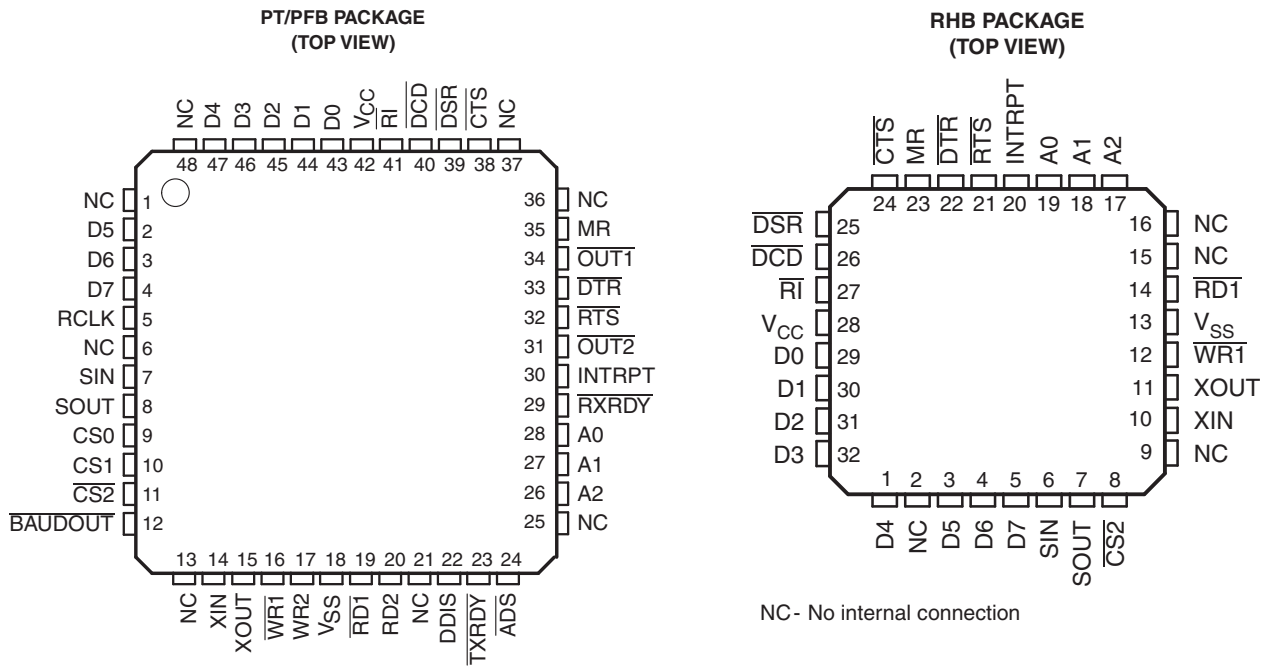 PT/PFB PACKAGE
(TOP VIEW)
NC D4 D3 D2 D1 D0 VCC RI DCD DSR CTS NC
48 47 46 45 44 43 42 41 40 39 38 37
NC 1
D5 2
D6 3
D7 4
RCLK 5
NC 6
SIN 7
SOUT 8
CS0 9
CS1 10
CS2 11
BAUDOUT 12
36 NC
35 MR
34 OUT1
33 DTR
32 RTS
31 OUT2
30 INTRPT
29 RXRDY
28 A0
27 A1
26 A2
25 NC
13 14 15 16 17 18 19 20 21 22 23 24
NC XIN XOUT WR1 WR2 VSS RD1 RD2 NC DDIS TXRDY ADS
RHB PACKAGE
(TOP VIEW)
CTS MR DTR RTS INTRPT A0 A1 A2
24 23 22 21 20 19 18 17
DSR 25
DCD 26
RI 27
VCC 28
D0 29
D1 30
D2 31
D3 32
16 NC
15 NC
14 RD1
13 VSS
12 WR1
11 XOUT
10 XIN
9 NC
1 2 3 4 5 6 7 8
D4 NC D5 D6 D7 SIN SOUT CS2
NC - No internal connection